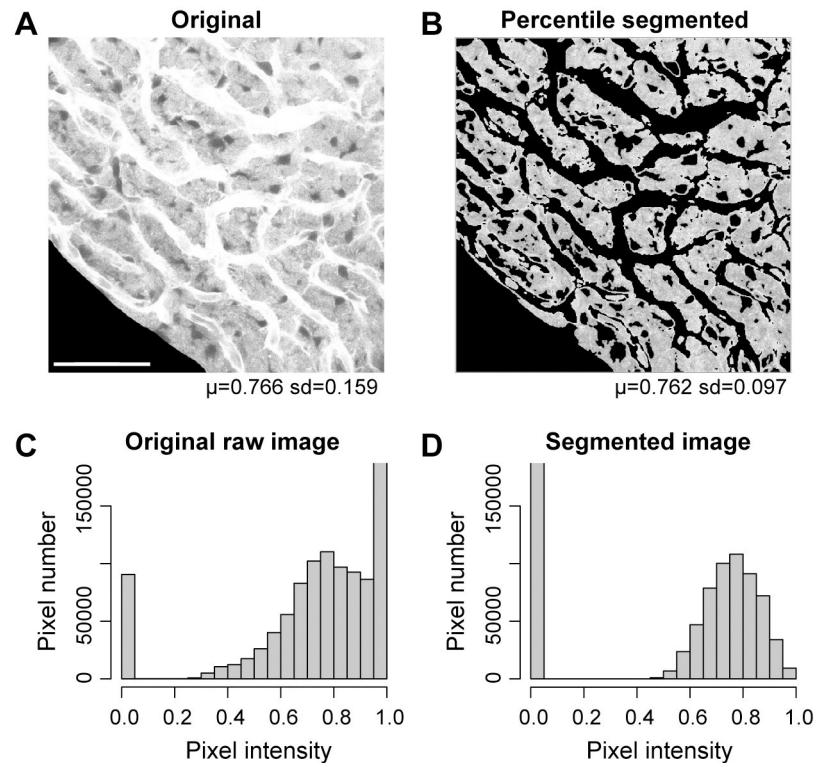 A Original
B Percentile segmented
µ=0.766 sd=0.159
µ=0.762 sd=0.097
C Original raw image
D Segmented image
Pixel number
150000
50000
0
0.0 0.2 0.4 0.6 0.8 1.0
Pixel intensity
Pixel number
150000
50000
0
0.0 0.2 0.4 0.6 0.8 1.0
Pixel intensity